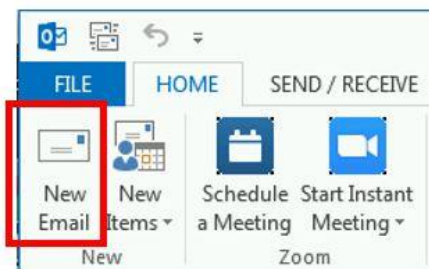 FILE HOME SEND / RECEIVE
New New Schedule Start Instant
Email Items a Meeting Meeting
New Zoom